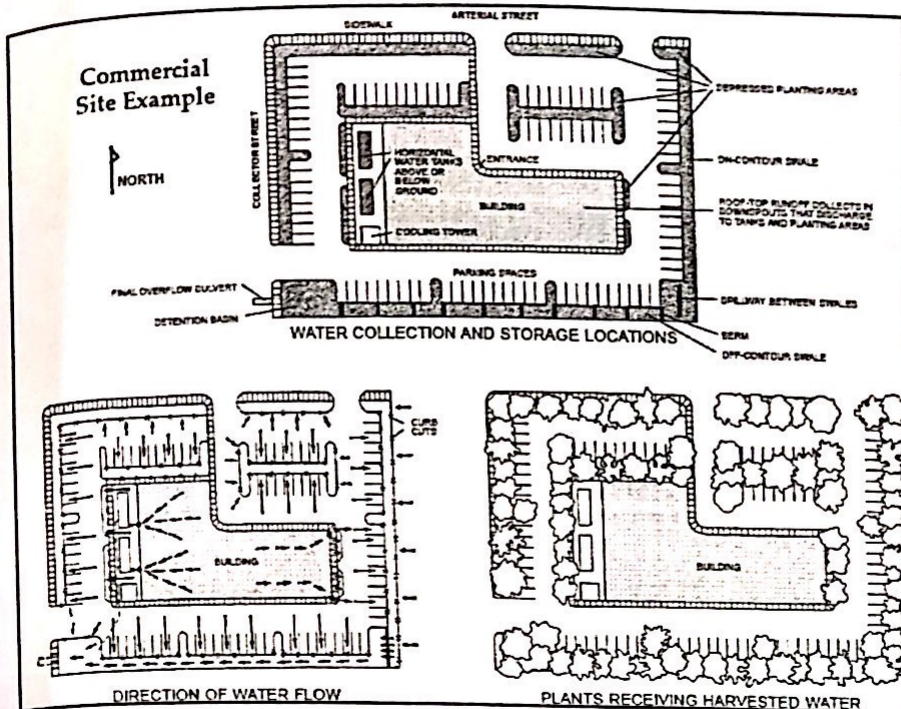 ARTERIAL STREET
SIDEWALK
Commercial
Site Example
DEPRESSED PLANTING AREAS
COLLECTOR STREET
NORTH
HORIZONTAL
WATER TANKS
ABOVE OR
BELOW
GROUND
ENTRANCE
ON-CONTOUR SWALE
BUILDING
ROOF-TOP RUNOFF COLLECTS IN
DOWNSPOUTS THAT DISCHARGE
TO TANKS AND PLANTING AREAS
COOLING TOWER
PARKING SPACES
FINAL OVERFLOW CULVERT
SPILLWAY BETWEEN SWALES
DETENTION BASIN
BERM
WATER COLLECTION AND STORAGE LOCATIONS
OFF-CONTOUR SWALE
CURB
CUTS
BUILDING
BUILDING
DIRECTION OF WATER FLOW
PLANTS RECEIVING HARVESTED WATER